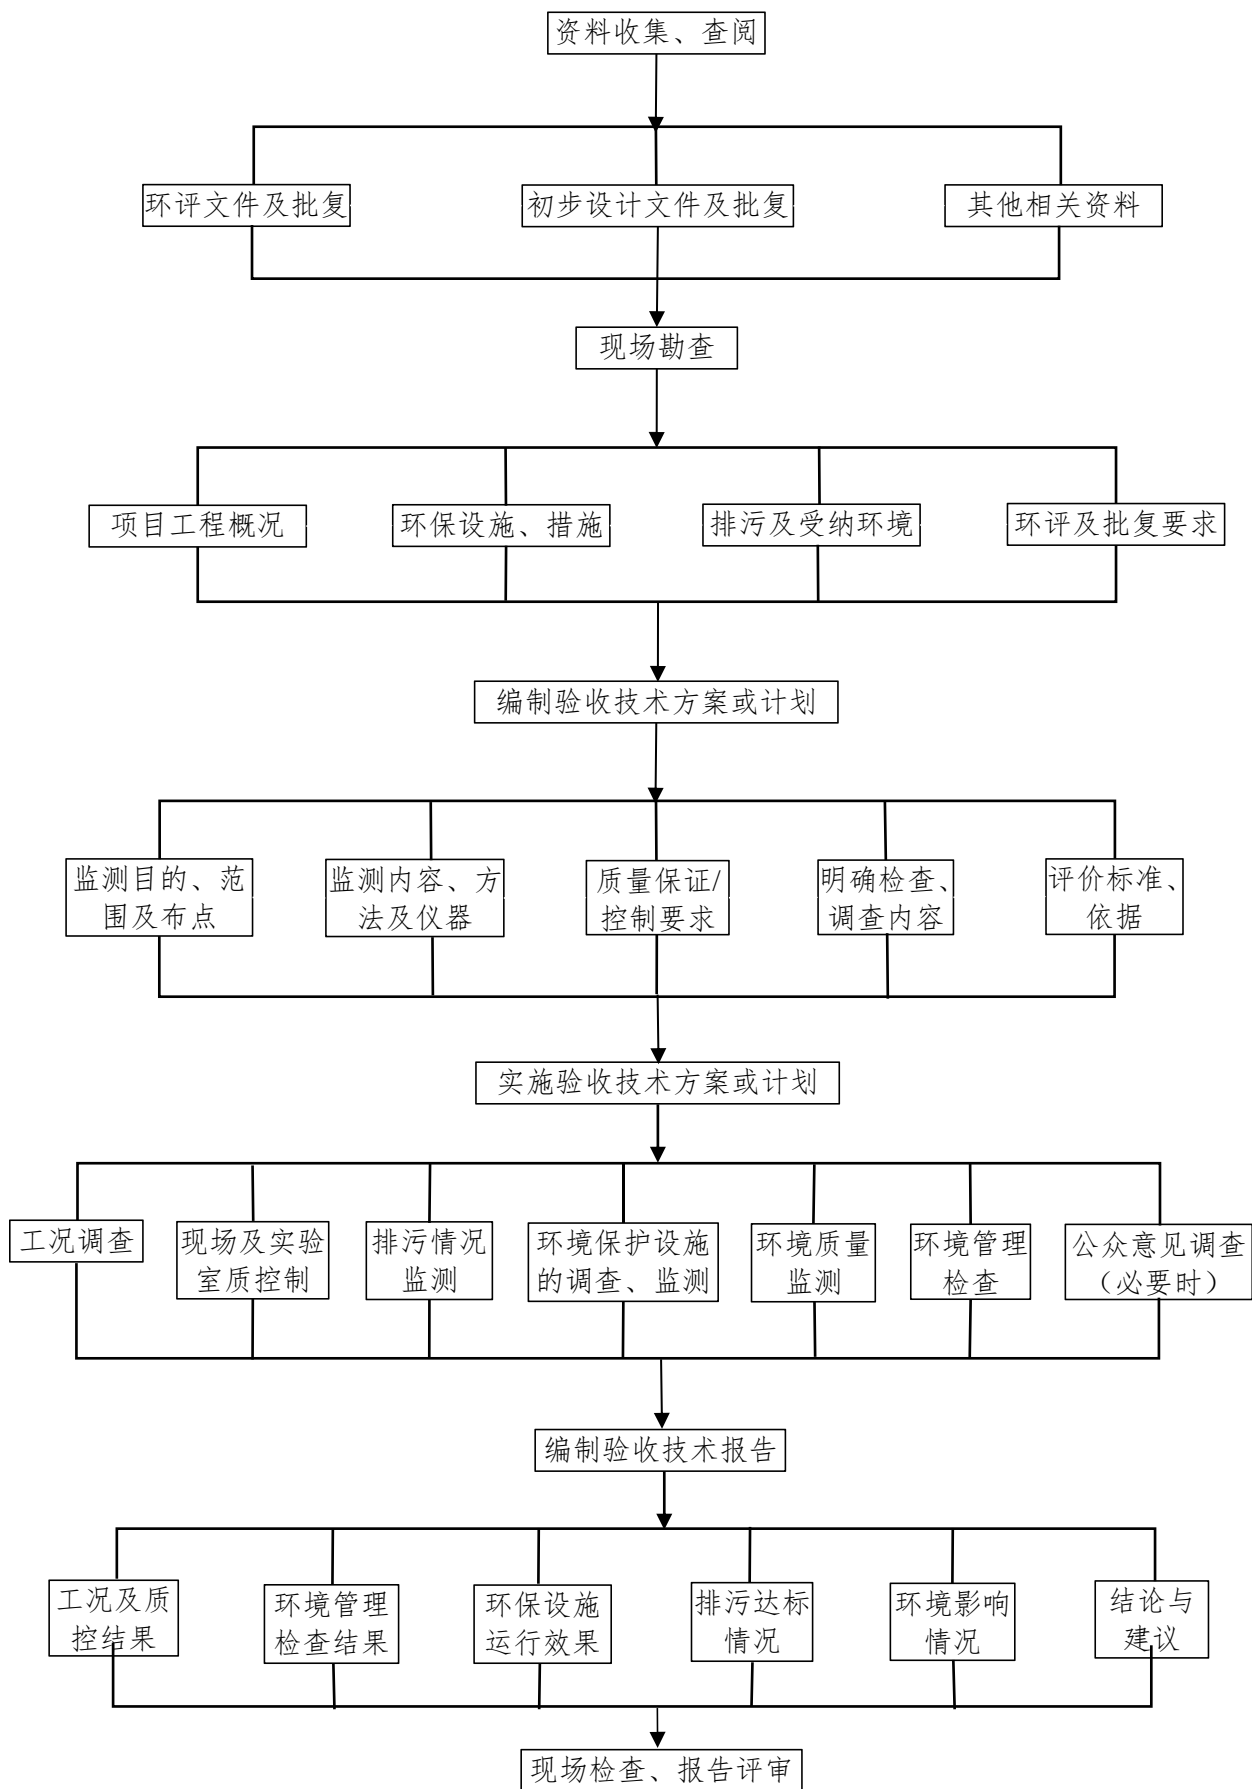 资料收集、查阅
环评文件及批复
初步设计文件及批复
其他相关资料
现场勘查
项目工程概况
环保设施、措施
排污及受纳环境
环评及批复要求
编制验收技术方案或计划
监测目的、范
围及布点
监测内容、方
法及仪器
质量保证/
控制要求
明确检查、
调查内容
评价标准、
依据
实施验收技术方案或计划
工况调查
现场及实验
室质控制
排污情况
监测
环境保护设施
的调查、监测
环境质量
监测
环境管理
检查
公众意见调查
（必要时）
编制验收技术报告
工况及质
控结果
环境管理
检查结果
环保设施
运行效果
排污达标
情况
环境影响
情况
结论与
建议
现场检查、报告评审